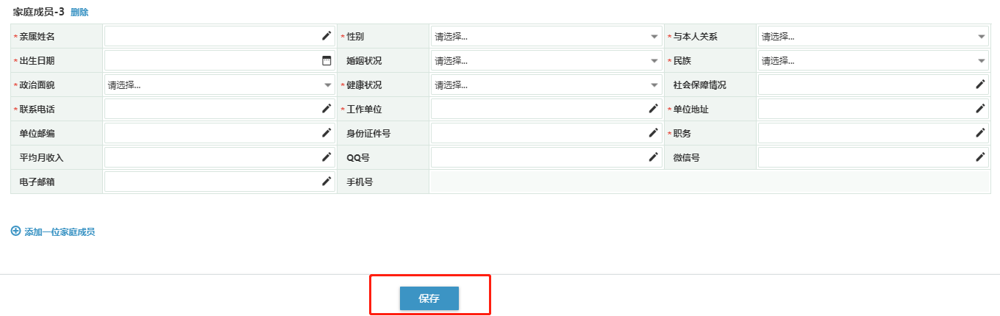 家庭成员-3 删除
* 亲属姓名 * 性别 请选择... * 与本人关系 请选择...
* 出生日期 婚姻状况 请选择... * 民族 请选择...
* 政治面貌 请选择... * 健康状况 请选择... 社会保障情况
* 联系电话 * 工作单位 * 单位地址
单位邮编 身份证件号 * 职务
平均月收入 QQ号 微信号
电子邮箱 手机号
添加一位家庭成员
保存